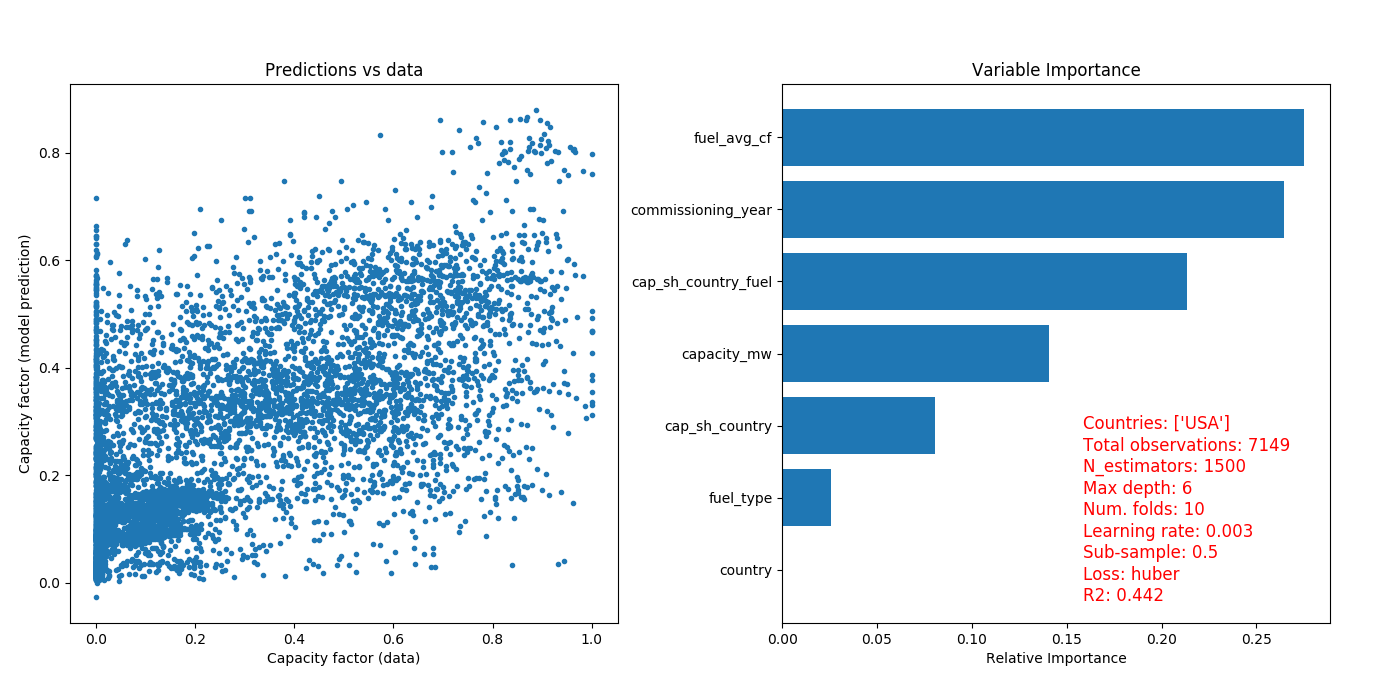 Predictions vs data
0.8
0.6
0.4
0.2
0.0
Capacity factor (model prediction)
0.0 0.2 0.4 0.6 0.8 1.0
Capacity factor (data)
Variable Importance
fuel_avg_cf
commissioning_year
cap_sh_country_fuel
capacity_mw
cap_sh_country
fuel_type
country
Countries: ['USA']
Total observations: 7149
N_estimators: 1500
Max depth: 6
Num. folds: 10
Learning rate: 0.003
Sub-sample: 0.5
Loss: huber
R2: 0.442
0.00 0.05 0.10 0.15 0.20 0.25
Relative Importance